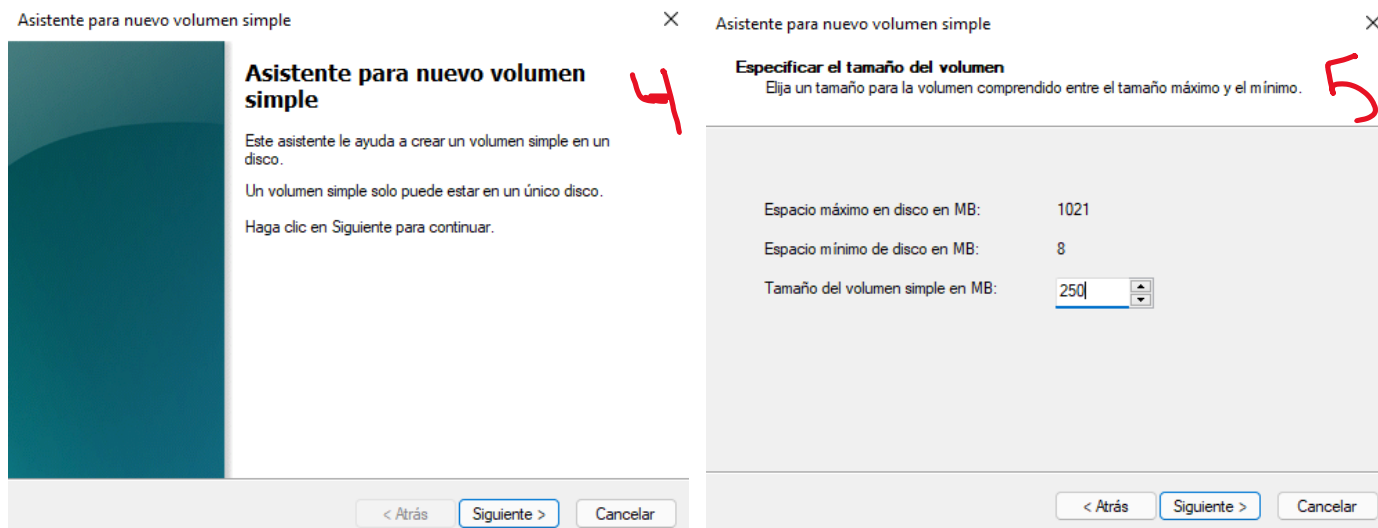 Asistente para nuevo volumen simple
Asistente para nuevo volumen
simple
4
Este asistente le ayuda a crear un volumen simple en un
disco.
Un volumen simple solo puede estar en un único disco.
Haga clic en Siguiente para continuar.
< Atrás
Siguiente >
Cancelar
Asistente para nuevo volumen simple
Especificar el tamaño del volumen
Elija un tamaño para la volumen comprendido entre el tamaño máximo y el mínimo.
5
Espacio máximo en disco en MB: 1021
Espacio mínimo de disco en MB: 8
Tamaño del volumen simple en MB: 250
< Atrás
Siguiente >
Cancelar